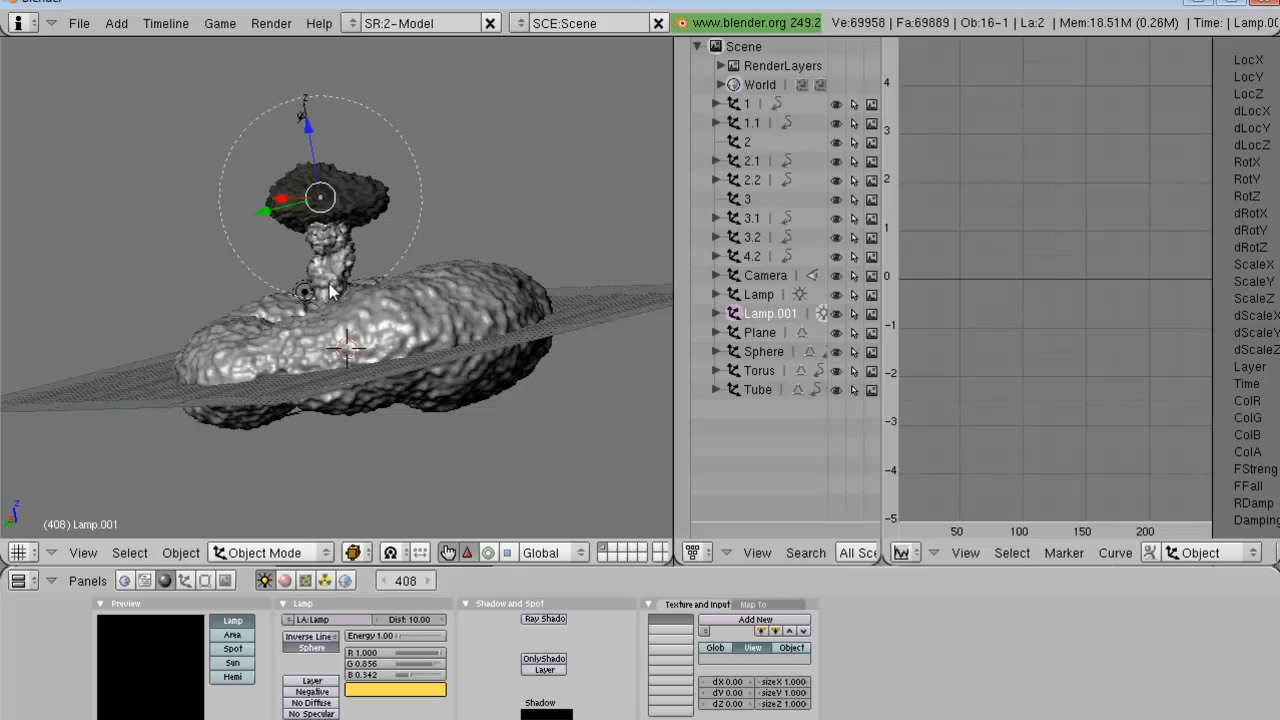 Blender
File Add Timeline Game Render Help SR:2-Model SCE:Scene www.blender.org 249.2 Ve:69958 | Fa:69889 | Ob:16-1 | La:2 | Mem:18.51M (0.26M) | Time: | Lamp.00
Scene
RenderLayers
World
1
1.1
2
2.1
2.2
3
3.1
3.2
4.2
Camera
Lamp
Lamp.001
Plane
Sphere
Torus
Tube
4
3
2
1
0
-1
-2
-3
-4
-5
50 100 150 200
LocX
LocY
LocZ
dLocX
dLocY
dLocZ
RotX
RotY
RotZ
dRotX
dRotY
dRotZ
ScaleX
ScaleY
ScaleZ
dScaleX
dScaleY
dScaleZ
Layer
Time
ColR
ColG
ColB
ColA
FStreng
FFall
RDamp
Damping
z
z
(408) Lamp.001
View Select Object Object Mode Global
View Search All Sce
View Select Marker Curve Object
Panels 408
Preview
Lamp
Area
Spot
Sun
Hemi
Lamp
LA:Lamp Dist: 10.00
Inverse Line Energy 1.00
Sphere
R 1.000
G 0.856
B 0.342
Layer
Negative
No Diffuse
No Specular
Shadow and Spot
Ray Shado
OnlyShado
Layer
Shadow
Texture and Input Map To
Add New
Glob View Object
dX 0.00 sizeX 1.000
dY 0.00 sizeY 1.000
dZ 0.00 sizeZ 1.000